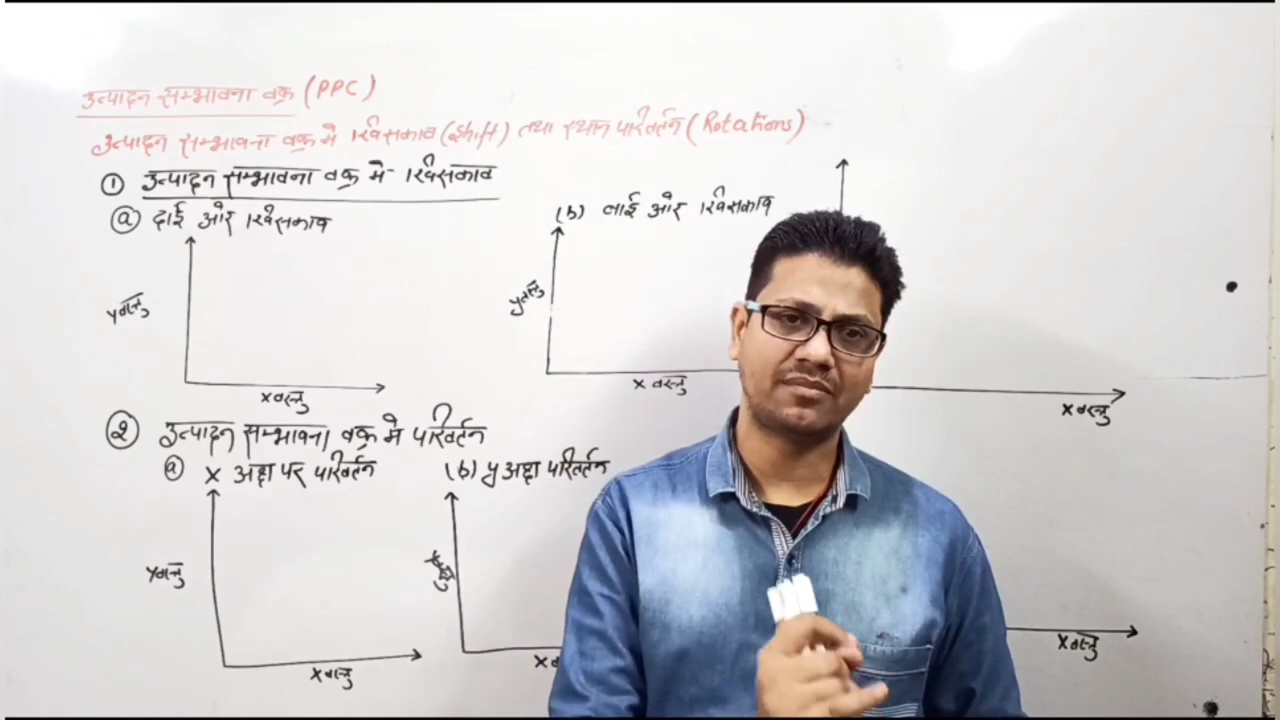 उत्पादन सम्भावना वक्र (PPC)
उत्पादन सम्भावना वक्र मे खिसकाव (Shift) तथा स्थान परिवर्तन (Rotations)
① उत्पादन सम्भावना वक्र मे खिसकाव
ⓐ दाई ओर खिसकाव
(b) बाई ओर खिसकाव
y वस्तु
y वस्तु
x वस्तु
x वस्तु
x वस्तु
② उत्पादन सम्भावना वक्र मे परिवर्तन
ⓐ x अक्ष पर परिवर्तन
(b) y अक्ष परिवर्तन
y वस्तु
x वस्तु
x वस्तु